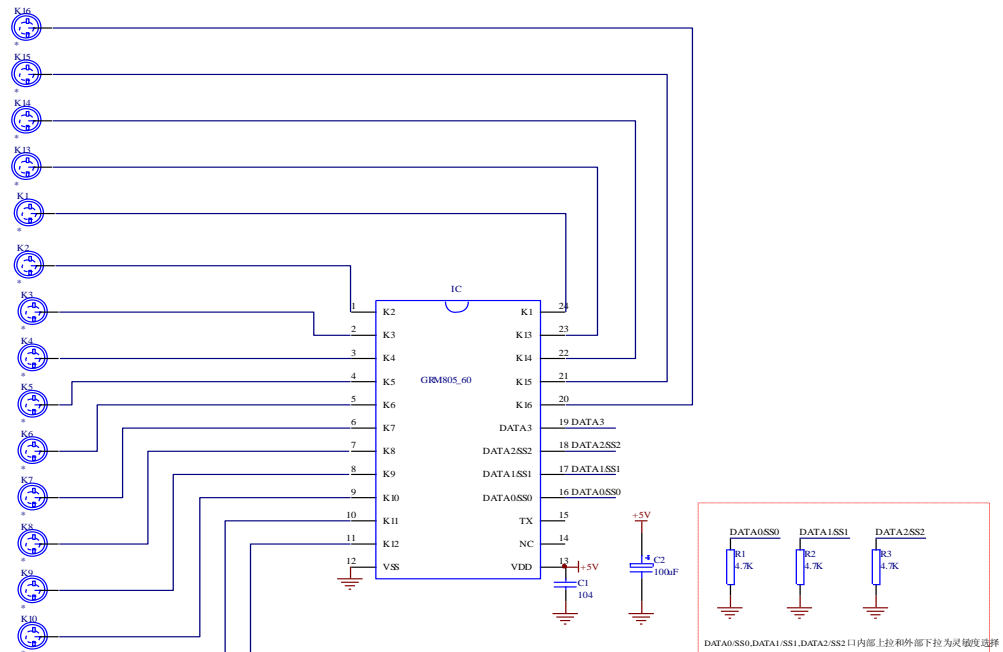 K16
*
K15
*
K14
*
K13
*
K1
*
K2
*
K3
*
K4
*
K5
*
K6
*
K7
*
K8
*
K9
*
K10
IC
GRM805_60
1 K2
2 K3
3 K4
4 K5
5 K6
6 K7
7 K8
8 K9
9 K10
10 K11
11 K12
12 VSS
K1 24
K13 23
K14 22
K15 21
K16 20
DATA3 19 DATA3
DATA2/SS2 18 DATA2/SS2
DATA1/SS1 17 DATA1/SS1
DATA0/SS0 16 DATA0/SS0
TX 15
NC 14
VDD 13
+5V
C1
104
+5V
C2
100uF
DATA0/SS0 DATA1/SS1 DATA2/SS2
R1 R2 R3
4.7K 4.7K 4.7K
DATA0/SS0,DATA1/SS1,DATA2/SS2 口内部上拉和外部下拉为灵敏度选择